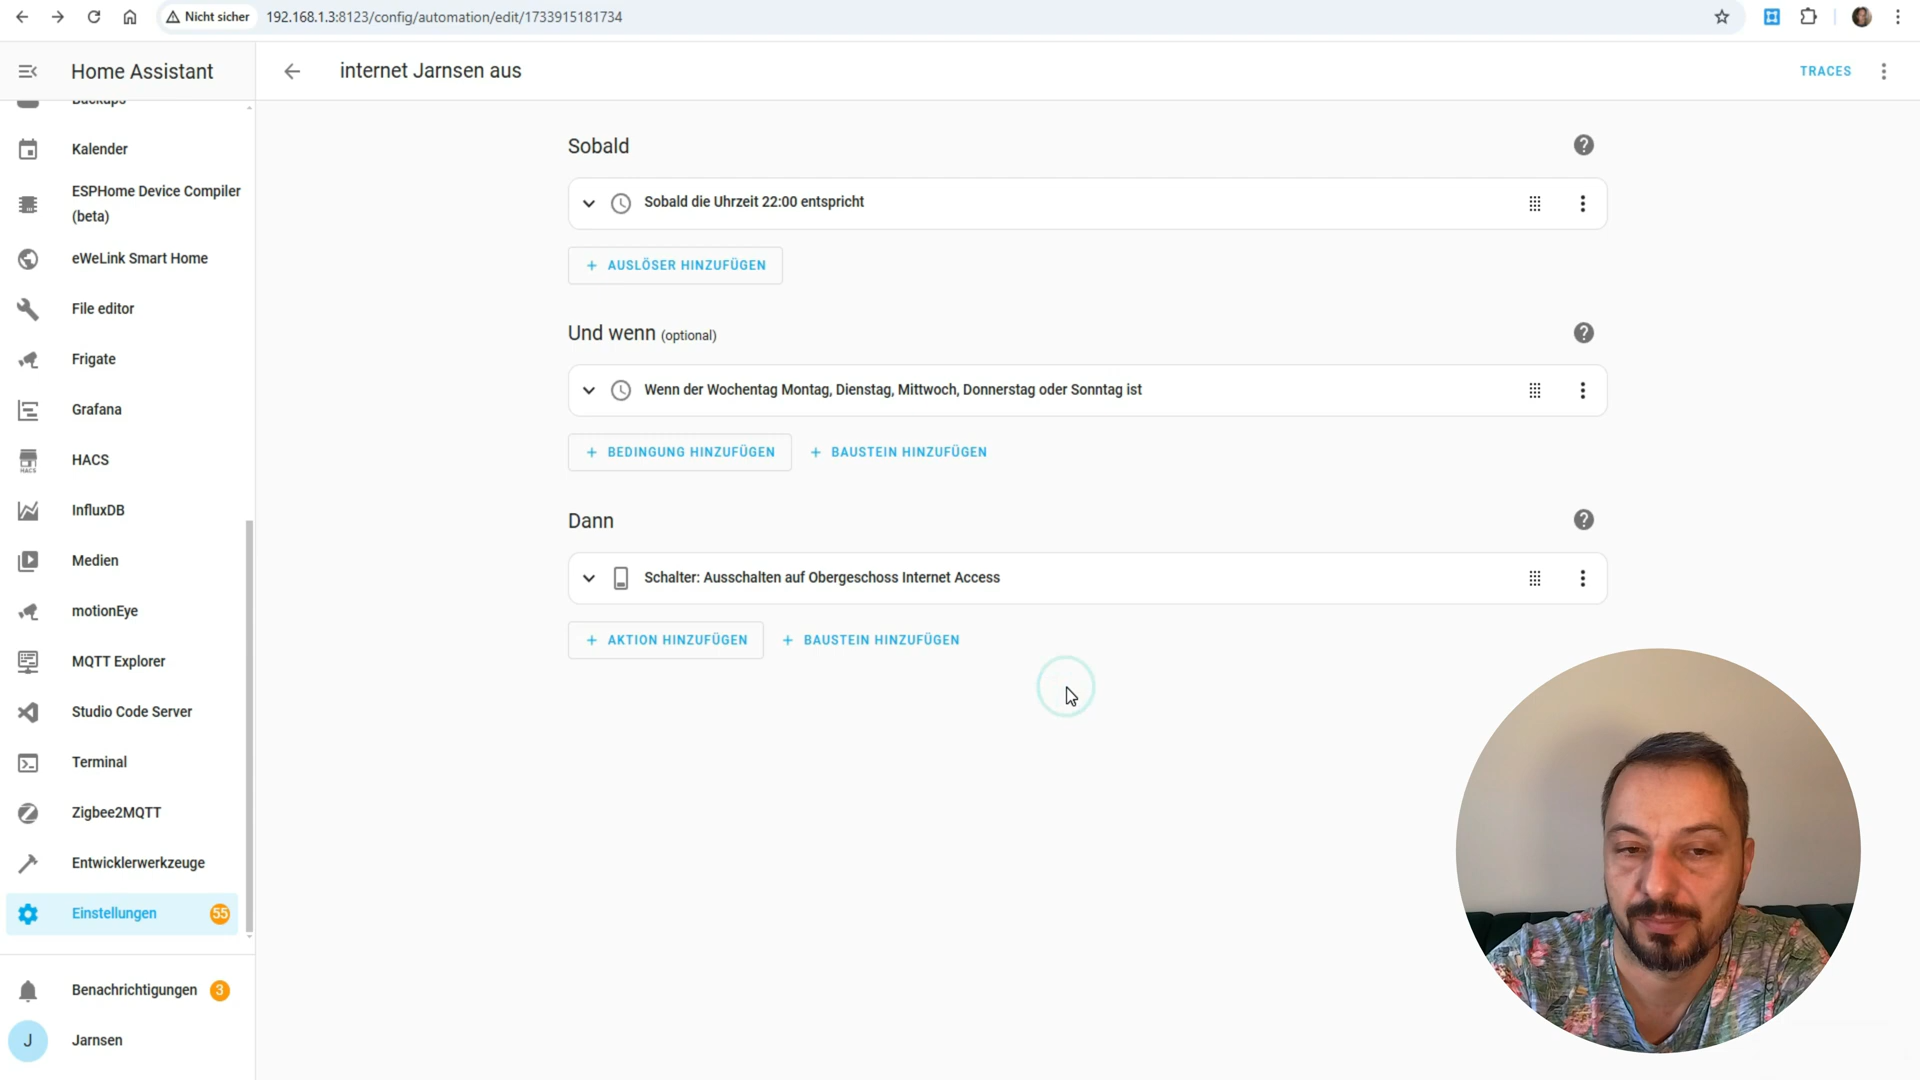 Nicht sicher
192.168.1.3:8123/config/automation/edit/1733915181734
Home Assistant
internet Jarnsen aus
TRACES
Backups
Kalender
ESPHome Device Compiler
(beta)
eWeLink Smart Home
File editor
Frigate
Grafana
HACS
HACS
InfluxDB
Medien
motionEye
MQTT Explorer
Studio Code Server
Terminal
Zigbee2MQTT
Entwicklerwerkzeuge
Einstellungen 55
Benachrichtigungen 3
J Jarnsen
Sobald
?
Sobald die Uhrzeit 22:00 entspricht
+ AUSLÖSER HINZUFÜGEN
Und wenn (optional)
?
Wenn der Wochentag Montag, Dienstag, Mittwoch, Donnerstag oder Sonntag ist
+ BEDINGUNG HINZUFÜGEN + BAUSTEIN HINZUFÜGEN
Dann
?
Schalter: Ausschalten auf Obergeschoss Internet Access
+ AKTION HINZUFÜGEN + BAUSTEIN HINZUFÜGEN